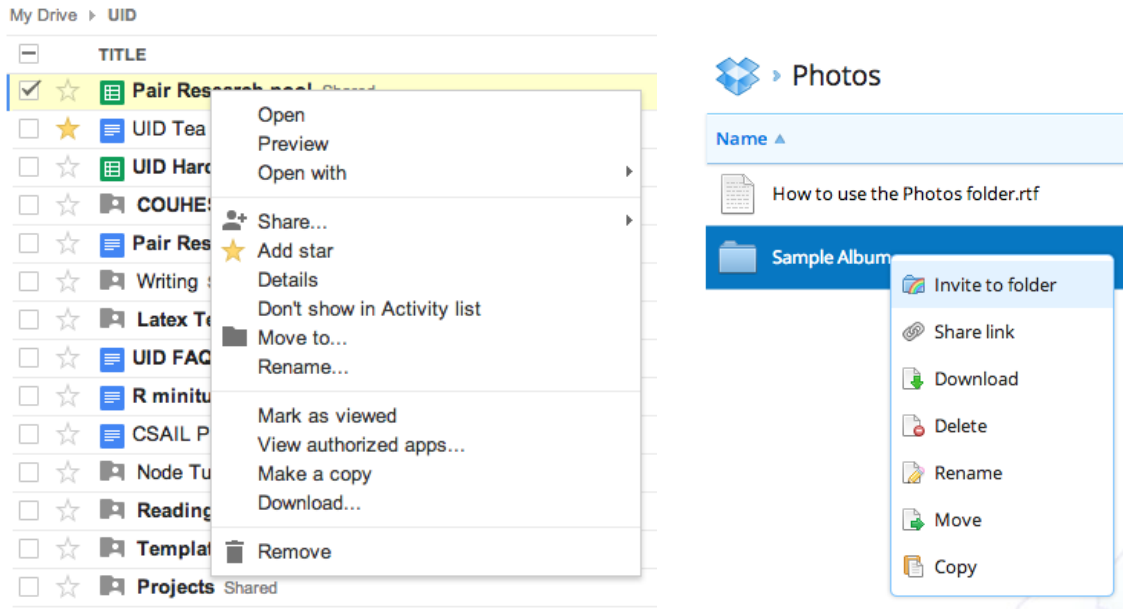 My Drive UID
TITLE
Pair Research pool Shared
UID Tea
UID Hard
COUHES
Pair Res
Writing
Latex Te
UID FAQ
R minitu
CSAIL P
Node Tu
Reading
Templat
Projects Shared
Open
Preview
Open with
Share...
Add star
Details
Don't show in Activity list
Move to...
Rename...
Mark as viewed
View authorized apps...
Make a copy
Download...
Remove
Photos
Name
How to use the Photos folder.rtf
Sample Album
Invite to folder
Share link
Download
Delete
Rename
Move
Copy